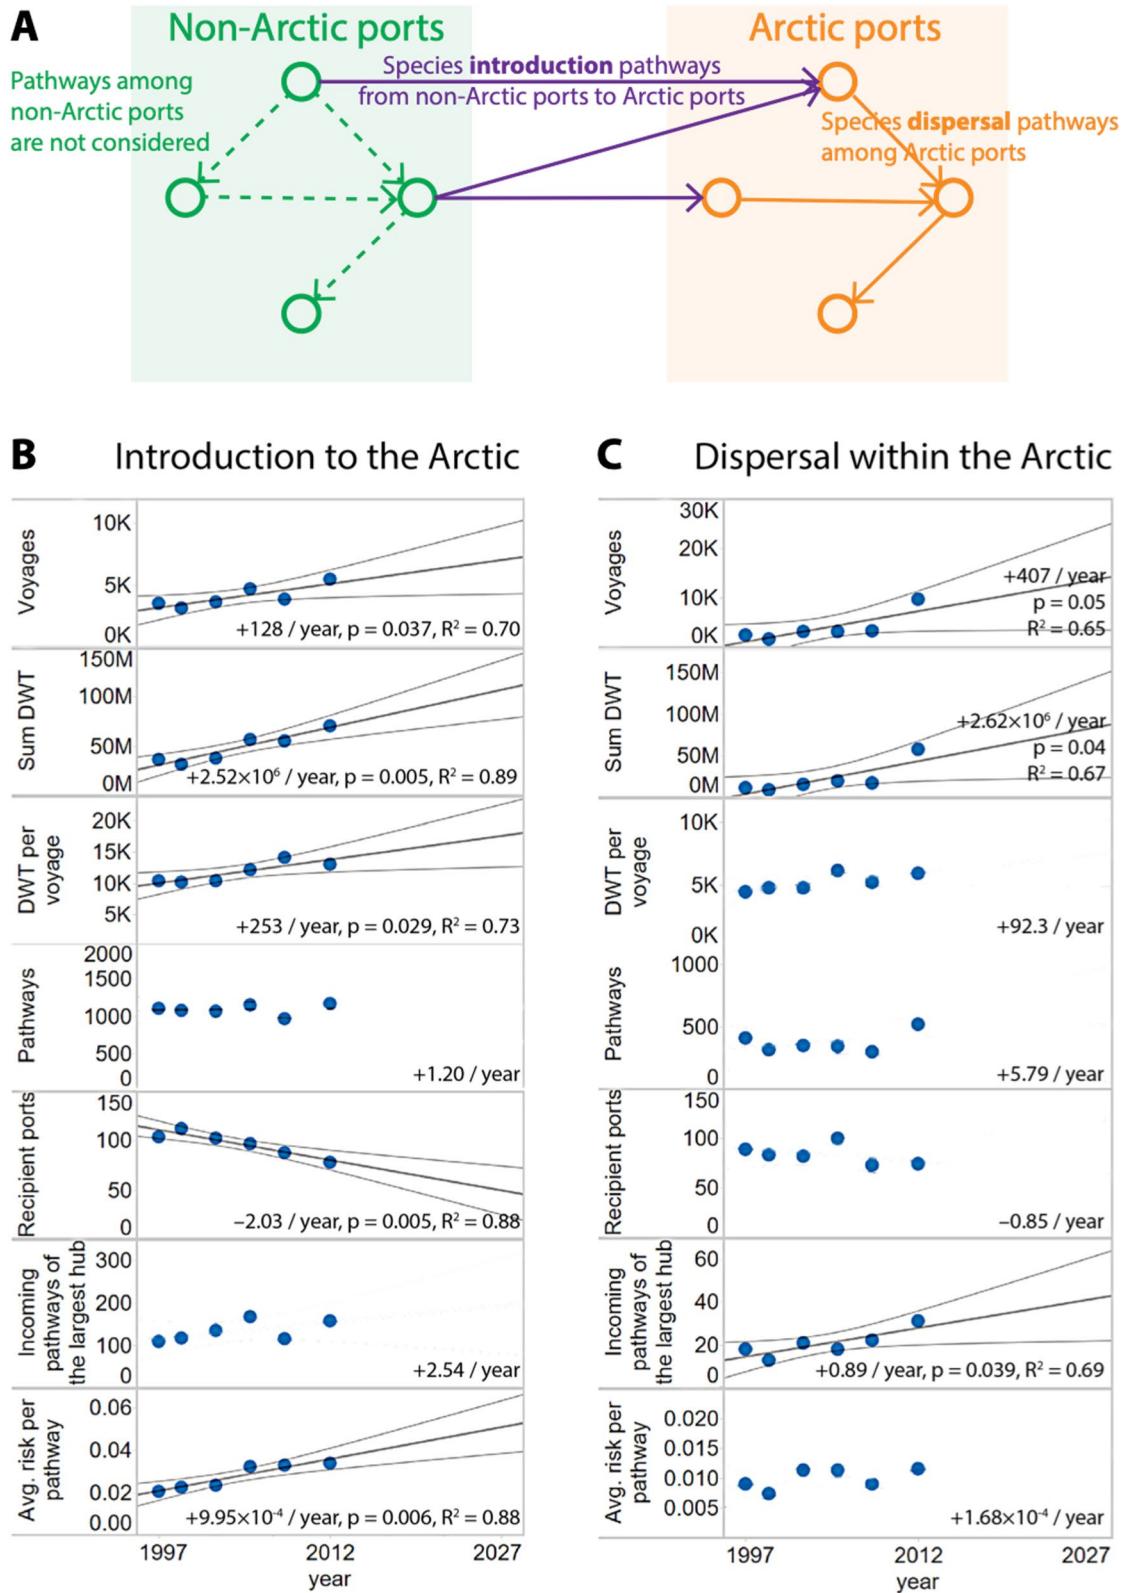 A
Non-Arctic ports
Arctic ports
Pathways among
non-Arctic ports
are not considered
Species introduction pathways
from non-Arctic ports to Arctic ports
Species dispersal pathways
among Arctic ports
B
Introduction to the Arctic
Voyages
10K
5K
0K
+128 / year, p = 0.037, R² = 0.70
Sum DWT
150M
100M
50M
0M
+2.52×10⁶ / year, p = 0.005, R² = 0.89
DWT per
voyage
20K
15K
10K
5K
+253 / year, p = 0.029, R² = 0.73
Pathways
2000
1500
1000
500
0
+1.20 / year
Recipient ports
150
100
50
0
−2.03 / year, p = 0.005, R² = 0.88
Incoming
pathways of
the largest hub
300
200
100
0
+2.54 / year
Avg. risk per
pathway
0.06
0.04
0.02
0.00
+9.95×10⁻⁴ / year, p = 0.006, R² = 0.88
1997
2012
2027
year
C
Dispersal within the Arctic
Voyages
30K
20K
10K
0K
+407 / year
p = 0.05
R² = 0.65
Sum DWT
150M
100M
50M
0M
+2.62×10⁶ / year
p = 0.04
R² = 0.67
DWT per
voyage
10K
5K
0K
+92.3 / year
Pathways
1000
500
0
+5.79 / year
Recipient ports
150
100
50
0
−0.85 / year
Incoming
pathways of
the largest hub
60
40
20
0
+0.89 / year, p = 0.039, R² = 0.69
Avg. risk per
pathway
0.020
0.015
0.010
0.005
+1.68×10⁻⁴ / year
1997
2012
2027
year